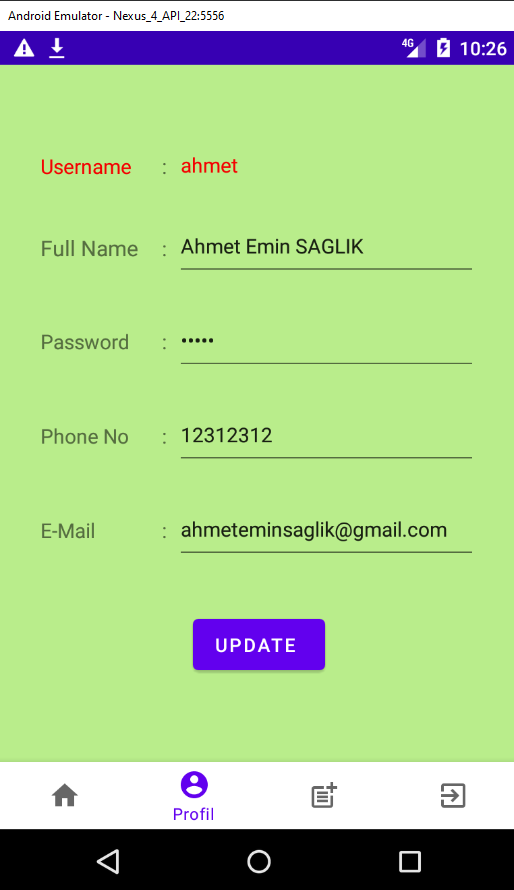 Android Emulator - Nexus_4_API_22:5556
4G 10:26
Username : ahmet
Full Name : Ahmet Emin SAGLIK
Password : •••••
Phone No : 12312312
E-Mail : ahmeteminsaglik@gmail.com
UPDATE
Profil